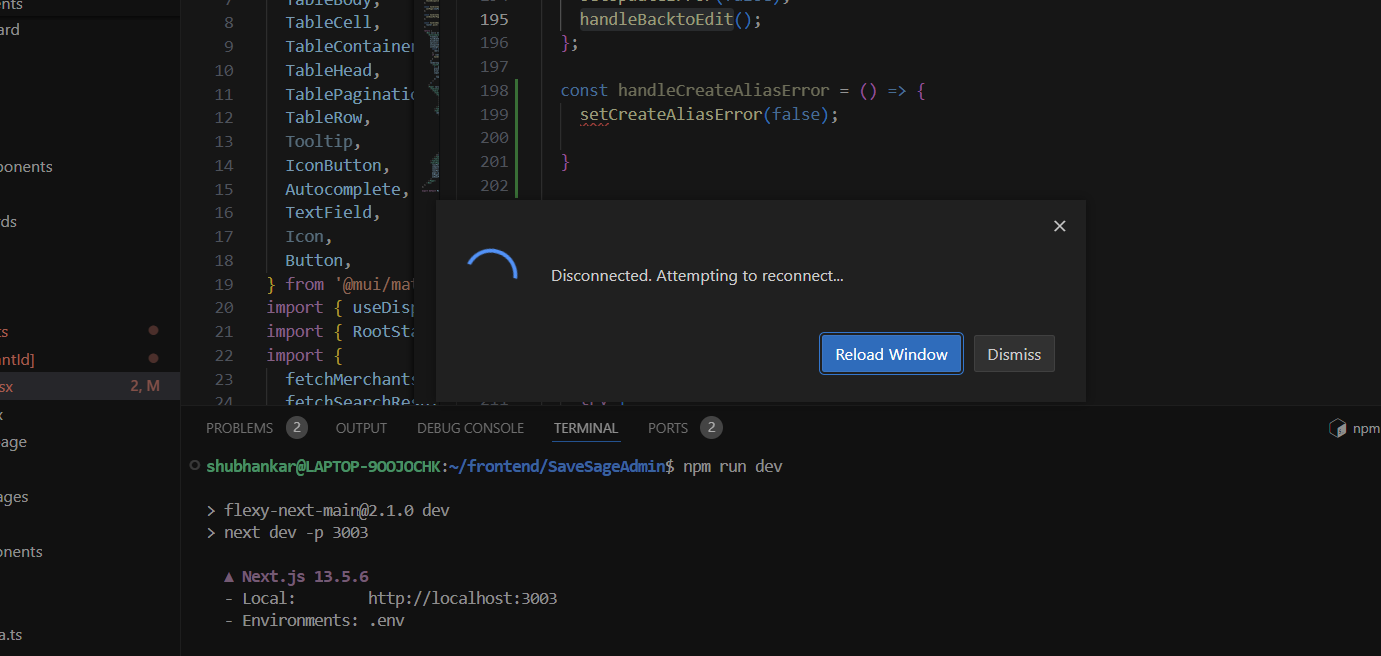 ents
ard
ponents
rds
ts
antId]
sx 2, M
x
page
ages
onents
a.ts
7 TableBody,
8 TableCell,
9 TableContainer
10 TableHead,
11 TablePaginatio
12 TableRow,
13 Tooltip,
14 IconButton,
15 Autocomplete,
16 TextField,
17 Icon,
18 Button,
19 } from '@mui/mat
20 import { useDisp
21 import { RootSta
22 import {
23 fetchMerchants
24 fetchSearchRes
195 handleBacktoEdit();
196 };
197
198 const handleCreateAliasError = () => {
199 setCreateAliasError(false);
200
201 }
202
Disconnected. Attempting to reconnect...
Reload Window Dismiss
PROBLEMS 2 OUTPUT DEBUG CONSOLE TERMINAL PORTS 2 npm
shubhankar@LAPTOP-9OOJOCHK:~/frontend/SaveSageAdmin$ npm run dev
> flexy-next-main@2.1.0 dev
> next dev -p 3003
▲ Next.js 13.5.6
- Local: http://localhost:3003
- Environments: .env